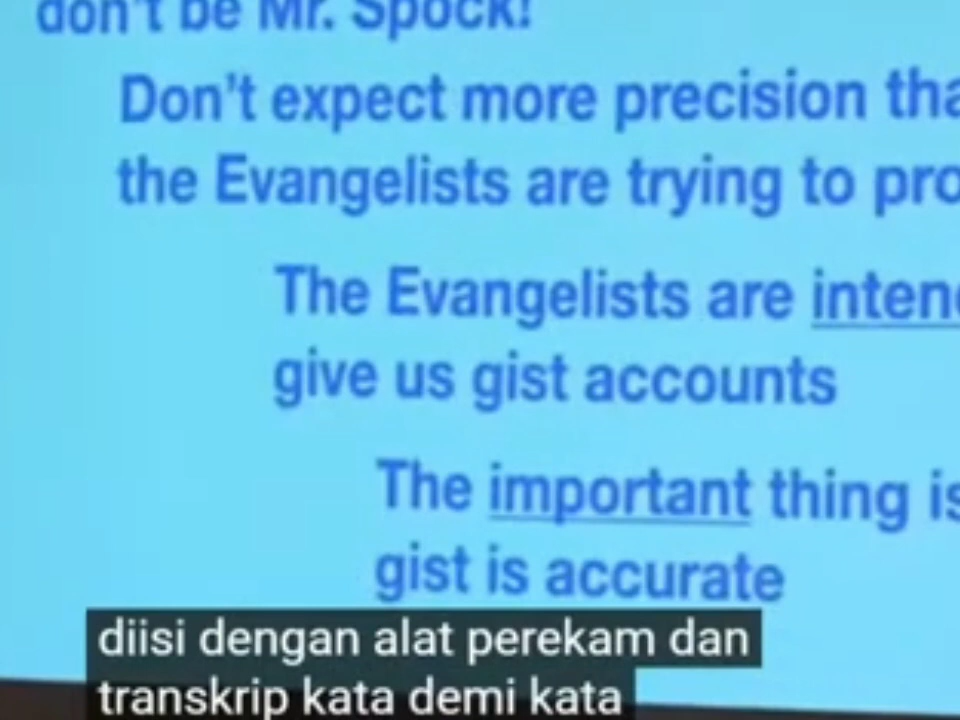 don't be Mr. Spock!
Don't expect more precision tha
the Evangelists are trying to pro
The Evangelists are inten
give us gist accounts
The important thing is
gist is accurate
diisi dengan alat perekam dan
transkrip kata demi kata